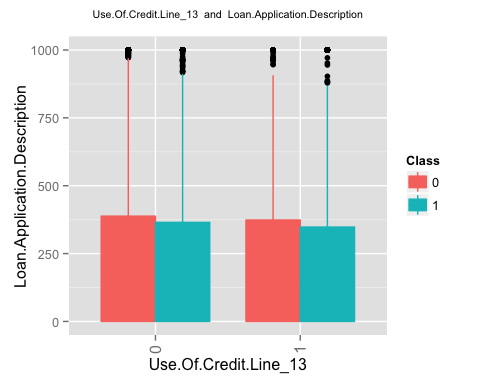 Use.Of.Credit.Line_13 and Loan.Application.Description
Loan.Application.Description
1000
750
500
250
0
0
1
Use.Of.Credit.Line_13
Class
0
1